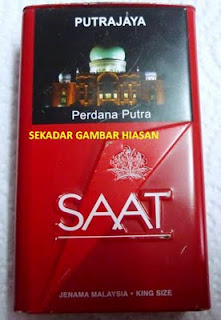 PUTRAJAYA
Perdana Putra
SEKADAR GAMBAR HIASAN
SAAT
JENAMA MALAYSIA • KING SIZE